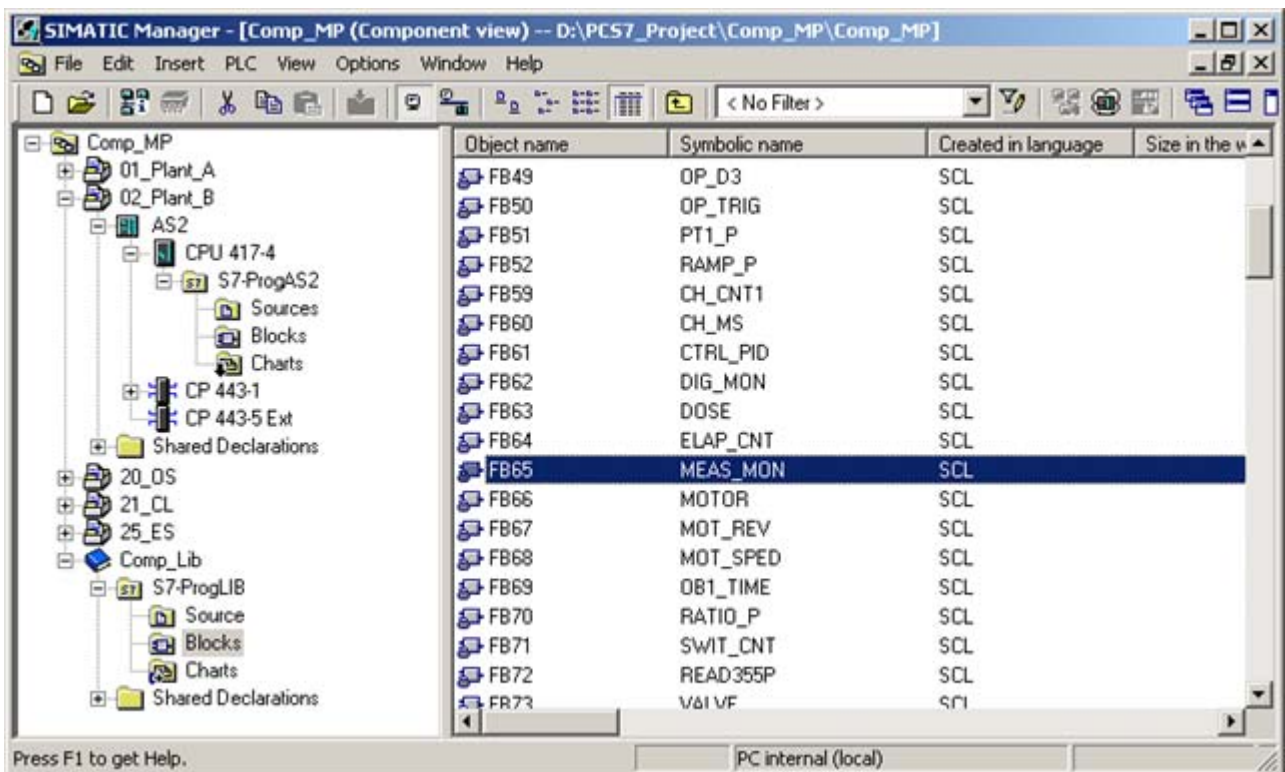 SIMATIC Manager - [Comp_MP (Component view) -- D:\PCS7_Project\Comp_MP\Comp_MP]
File Edit Insert PLC View Options Window Help
< No Filter >
Comp_MP
01_Plant_A
02_Plant_B
AS2
CPU 417-4
S7-ProgAS2
Sources
Blocks
Charts
CP 443-1
CP 443-5 Ext
Shared Declarations
20_OS
21_CL
25_ES
Comp_Lib
S7-ProgLIB
Source
Blocks
Charts
Shared Declarations
Object name Symbolic name Created in language Size in the w
FB49 OP_D3 SCL
FB50 OP_TRIG SCL
FB51 PT1_P SCL
FB52 RAMP_P SCL
FB59 CH_CNT1 SCL
FB60 CH_MS SCL
FB61 CTRL_PID SCL
FB62 DIG_MON SCL
FB63 DOSE SCL
FB64 ELAP_CNT SCL
FB65 MEAS_MON SCL
FB66 MOTOR SCL
FB67 MOT_REV SCL
FB68 MOT_SPED SCL
FB69 OB1_TIME SCL
FB70 RATIO_P SCL
FB71 SWIT_CNT SCL
FB72 READ355P SCL
FB73 VALVE SCL
Press F1 to get Help. PC internal (local)